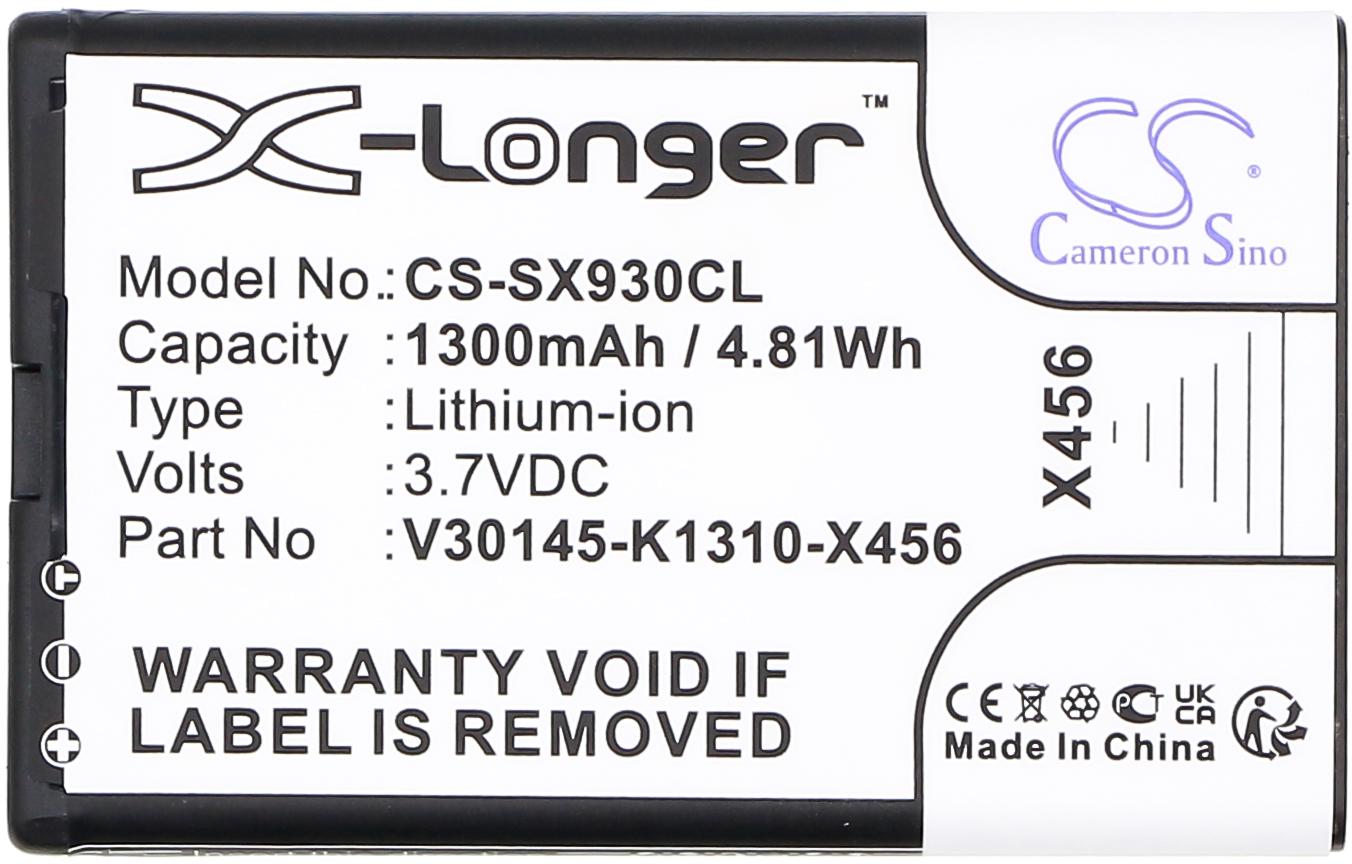 X-Longer™
Model No.: CS-SX930CL
Capacity : 1300mAh / 4.81Wh
Type : Lithium-ion
Volts : 3.7VDC
Part No : V30145-K1310-X456
WARRANTY VOID IF
LABEL IS REMOVED
CS®
Cameron Sino
X456
CE PCT UK CA
Made In China